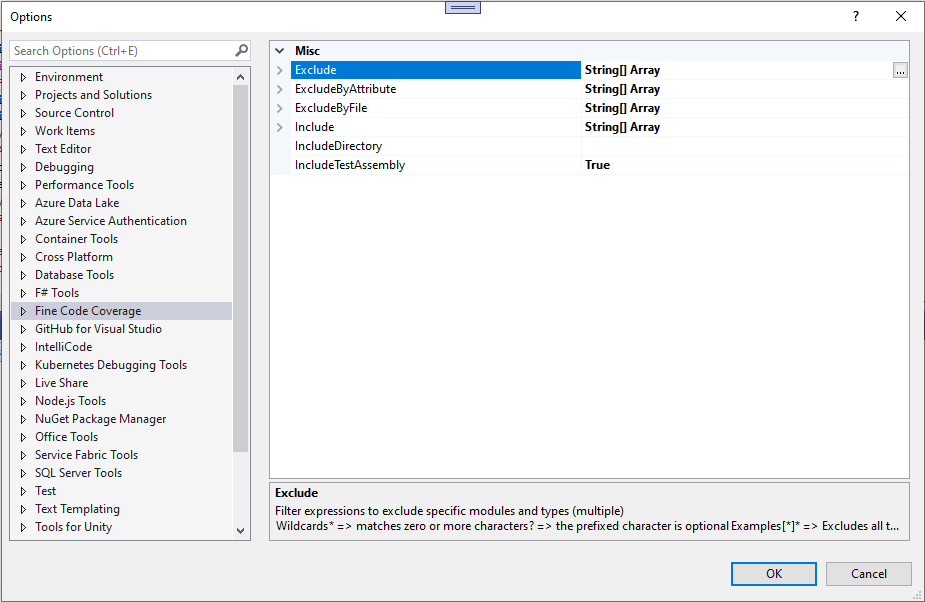 Options
?
Search Options (Ctrl+E)
Environment
Projects and Solutions
Source Control
Work Items
Text Editor
Debugging
Performance Tools
Azure Data Lake
Azure Service Authentication
Container Tools
Cross Platform
Database Tools
F# Tools
Fine Code Coverage
GitHub for Visual Studio
IntelliCode
Kubernetes Debugging Tools
Live Share
Node.js Tools
NuGet Package Manager
Office Tools
Service Fabric Tools
SQL Server Tools
Test
Text Templating
Tools for Unity
Misc
Exclude String[] Array ...
ExcludeByAttribute String[] Array
ExcludeByFile String[] Array
Include String[] Array
IncludeDirectory
IncludeTestAssembly True
Exclude
Filter expressions to exclude specific modules and types (multiple)
Wildcards* => matches zero or more characters? => the prefixed character is optional Examples[*]* => Excludes all t...
OK Cancel